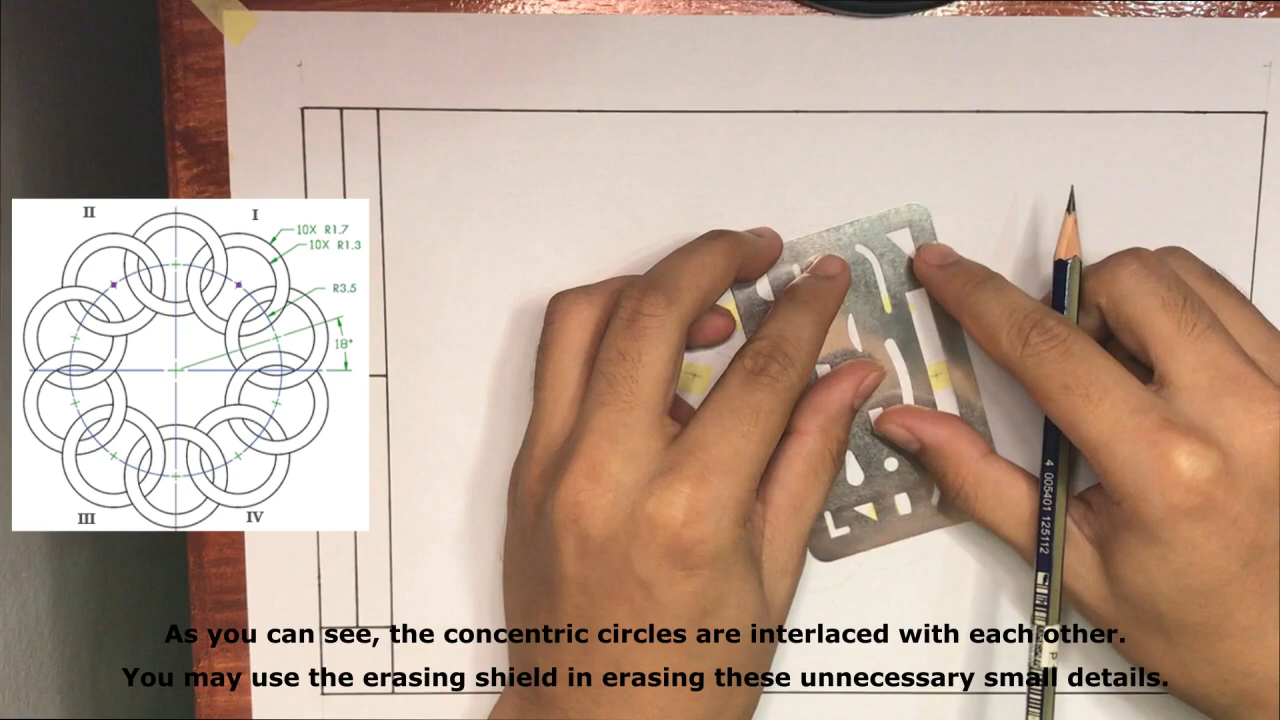 II
I
10X R1.7
10X R1.3
R3.5
18°
III
IV
4 005401 125112
As you can see, the concentric circles are interlaced with each other.
You may use the erasing shield in erasing these unnecessary small details.